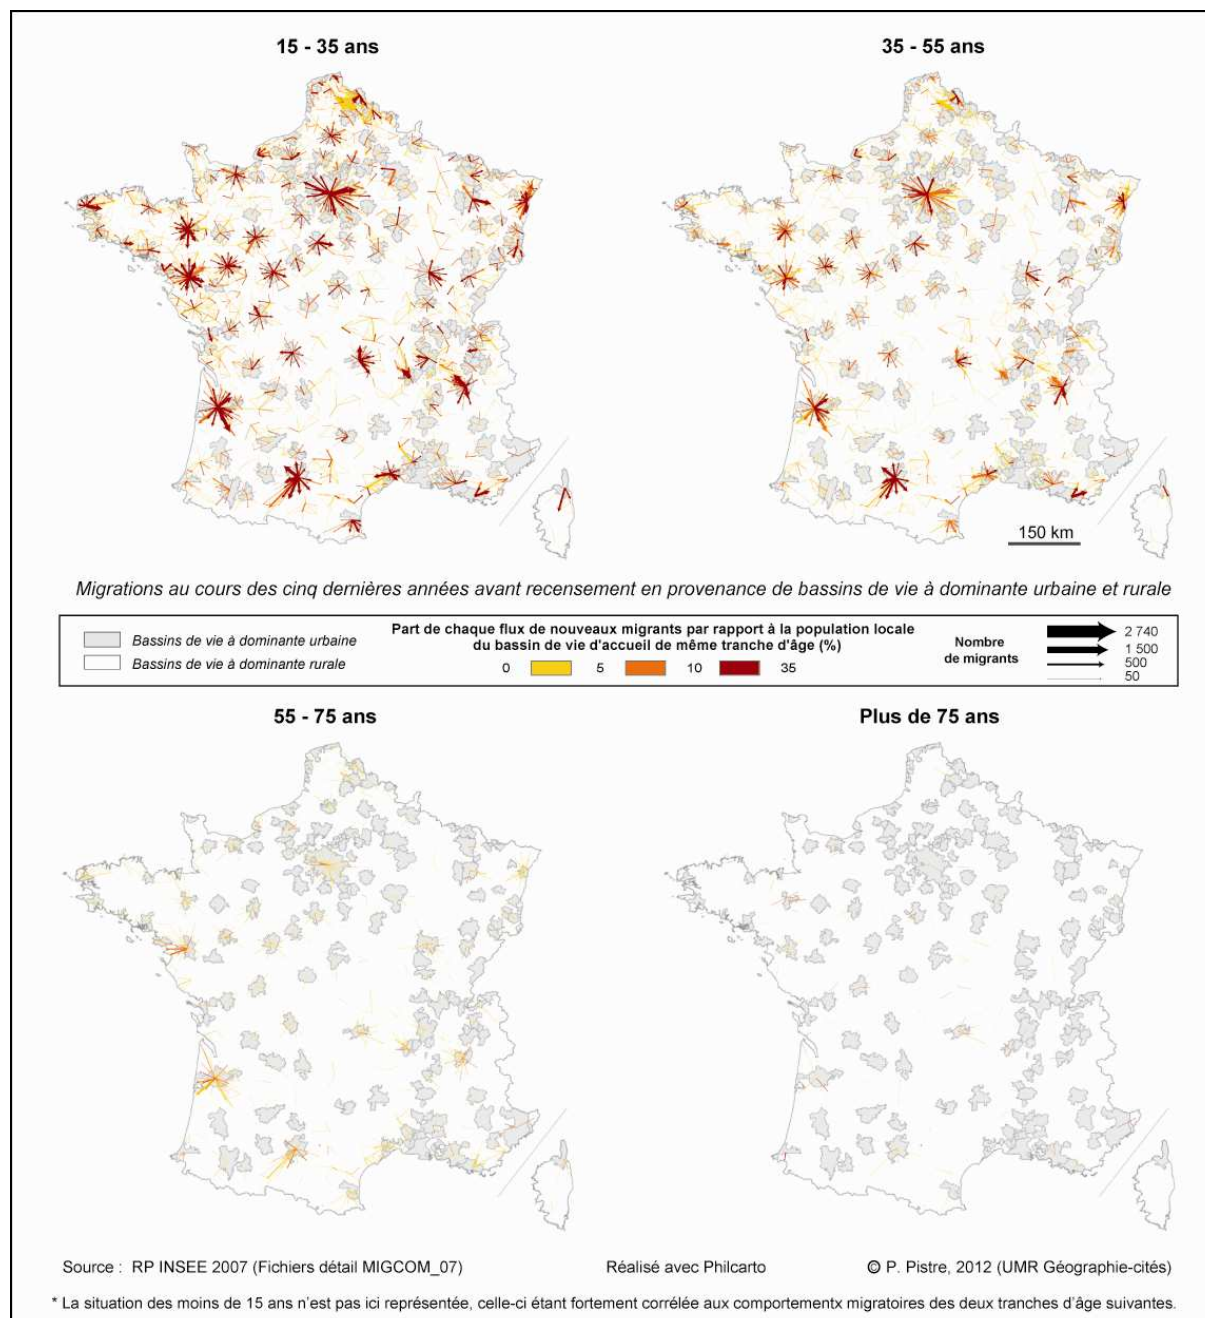 15 - 35 ans
35 - 55 ans
150 km
Migrations au cours des cinq dernières années avant recensement en provenance de bassins de vie à dominante urbaine et rurale
Bassins de vie à dominante urbaine
Bassins de vie à dominante rurale
Part de chaque flux de nouveaux migrants par rapport à la population locale
du bassin de vie d'accueil de même tranche d'âge (%)
0 5 10 35
Nombre
de migrants
2 740
1 500
500
50
55 - 75 ans
Plus de 75 ans
Source : RP INSEE 2007 (Fichiers détail MIGCOM_07)
Réalisé avec Philcarto
© P. Pistre, 2012 (UMR Géographie-cités)
* La situation des moins de 15 ans n'est pas ici représentée, celle-ci étant fortement corrélée aux comportementx migratoires des deux tranches d'âge suivantes.